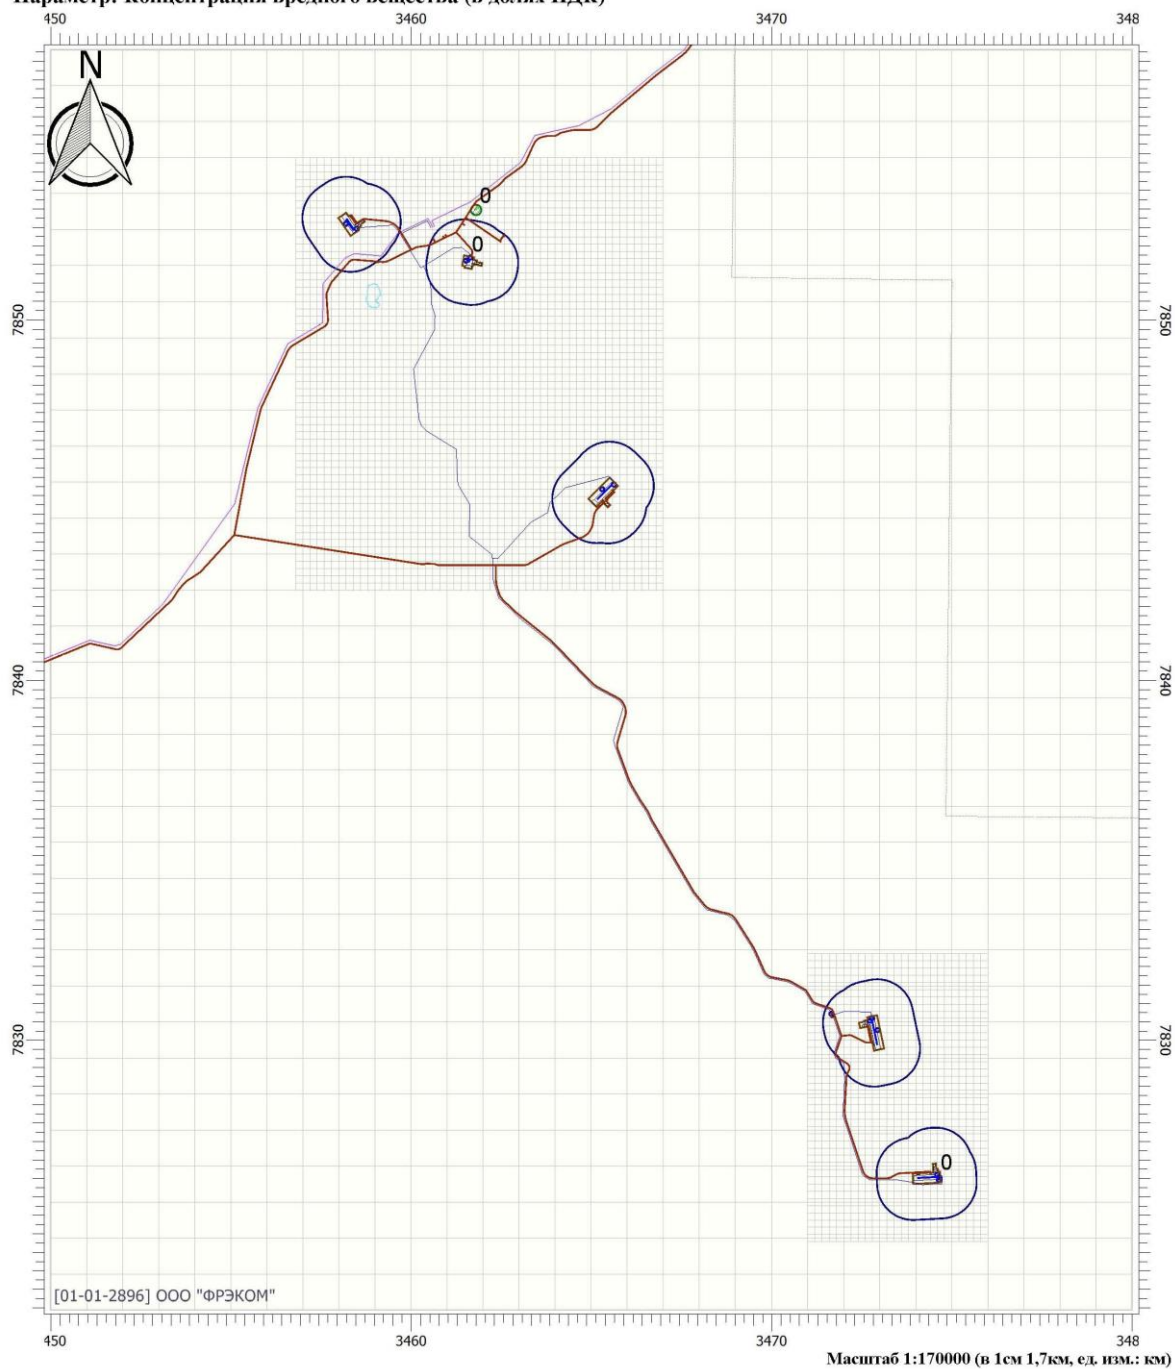 Параметр: Концентрация вредного вещества (в долях ПДК)
450 3460 3470 348
N
0
0
7850 7850
7840 7840
7830 7830
0
[01-01-2896] ООО "ФРЭКОМ"
450 3460 3470 348
Масштаб 1:170000 (в 1см 1,7км, ед. изм.: км)